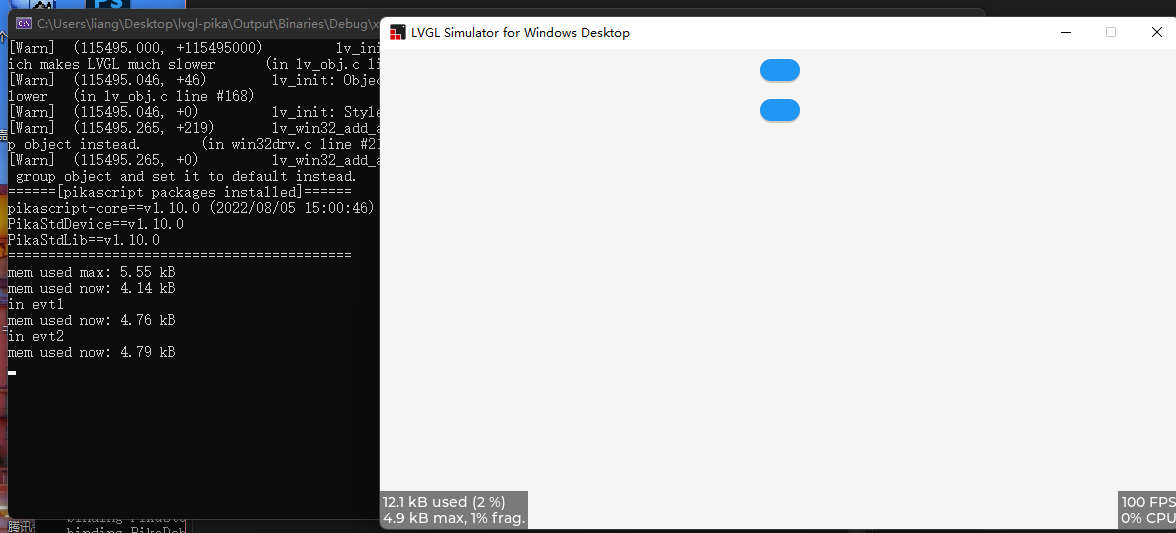 C:\Users\liang\Desktop\lvgl-pika\Output\Binaries\Debug\x
[Warn] (115495.000, +115495000) lv_ini
ich makes LVGL much slower (in lv_obj.c li
[Warn] (115495.046, +46) lv_init: Objec
lower (in lv_obj.c line #168)
[Warn] (115495.046, +0) lv_init: Style
[Warn] (115495.265, +219) lv_win32_add_a
p object instead. (in win32drv.c line #21
[Warn] (115495.265, +0) lv_win32_add_a
group object and set it to default instead.
======[pikascript packages installed]======
pikascript-core==v1.10.0 (2022/08/05 15:00:46)
PikaStdDevice==v1.10.0
PikaStdLib==v1.10.0
===========================================
mem used max: 5.55 kB
mem used now: 4.14 kB
in evt1
mem used now: 4.76 kB
in evt2
mem used now: 4.79 kB
LVGL Simulator for Windows Desktop
12.1 kB used (2 %)
4.9 kB max, 1% frag.
100 FPS
0% CPU
腾讯